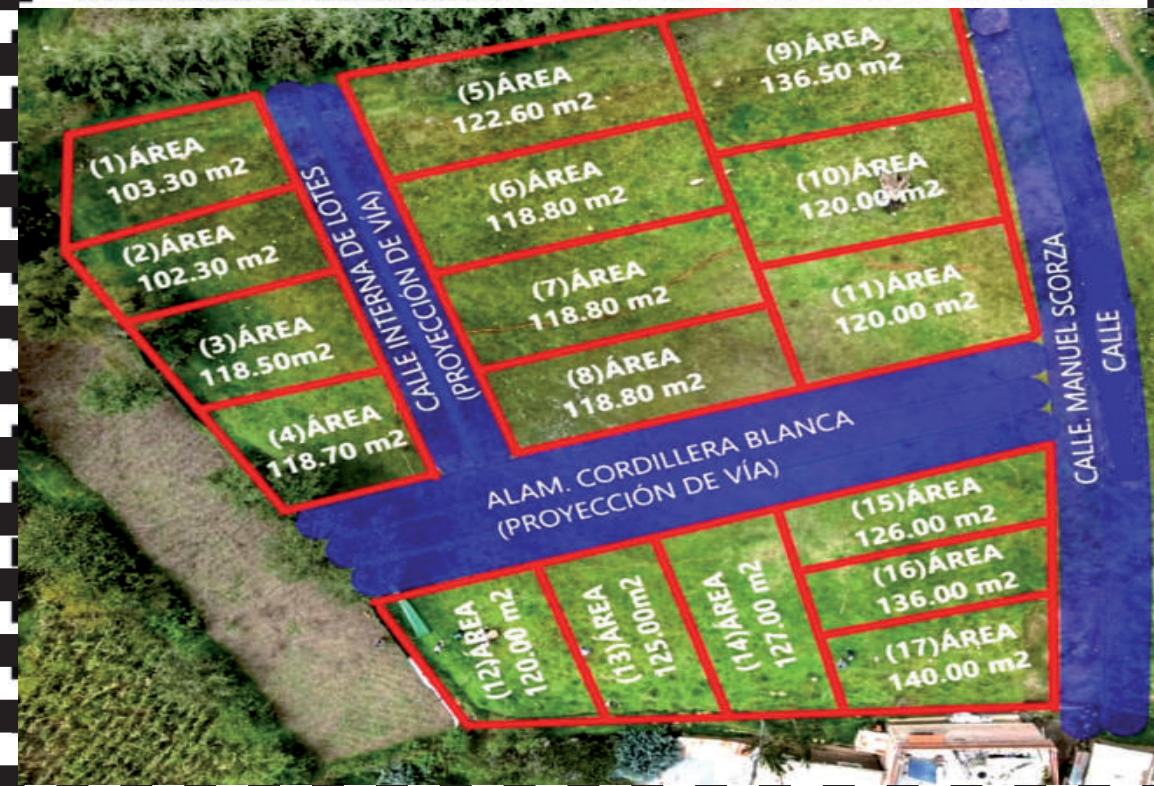 (1)ÁREA
103.30 m2
(2)ÁREA
102.30 m2
(3)ÁREA
118.50m2
(4)ÁREA
118.70 m2
CALLE INTERNA DE LOTES
(PROYECCIÓN DE VÍA)
(5)ÁREA
122.60 m2
(6)ÁREA
118.80 m2
(7)ÁREA
118.80 m2
(8)ÁREA
118.80 m2
(9)ÁREA
136.50 m2
(10)ÁREA
120.00 m2
(11)ÁREA
120.00 m2
ALAM. CORDILLERA BLANCA
(PROYECCIÓN DE VÍA)
CALLE. MANUEL SCORZA
CALLE
(12)ÁREA
120.00 m2
(13)ÁREA
125.00m2
(14)ÁREA
127.00 m2
(15)ÁREA
126.00 m2
(16)ÁREA
136.00 m2
(17)ÁREA
140.00 m2